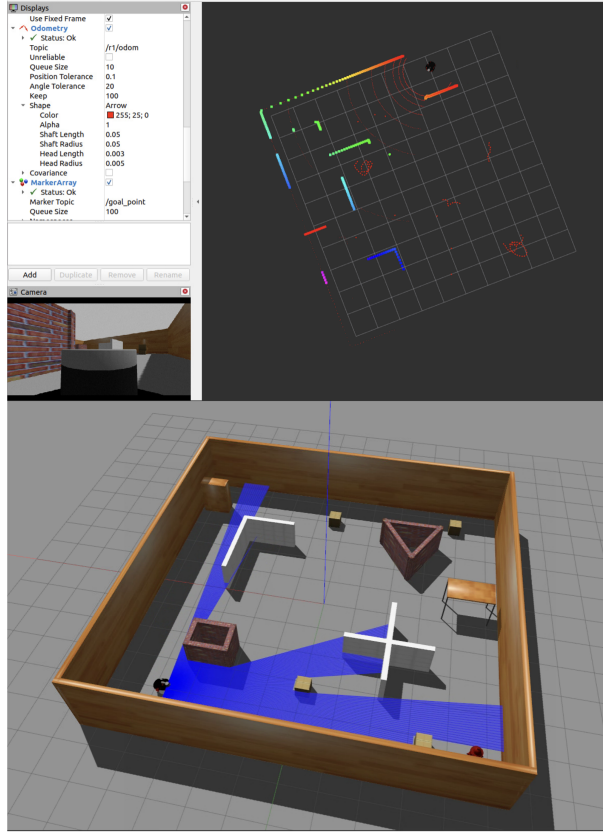 Displays
Use Fixed Frame
Odometry
Status: Ok
Topic /r1/odom
Unreliable
Queue Size 10
Position Tolerance 0.1
Angle Tolerance 20
Keep 100
Shape Arrow
Color 255; 25; 0
Alpha 1
Shaft Length 0.05
Shaft Radius 0.05
Head Length 0.003
Head Radius 0.005
Covariance
MarkerArray
Status: Ok
Marker Topic /goal_point
Queue Size 100
Add Duplicate Remove Rename
Camera